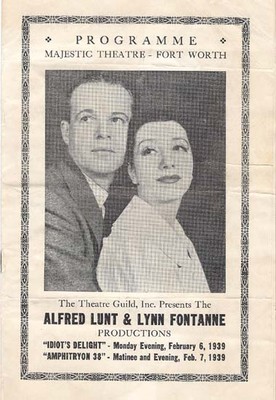 PROGRAMME
MAJESTIC THEATRE - FORT WORTH
The Theatre Guild, Inc. Presents The
ALFRED LUNT & LYNN FONTANNE
PRODUCTIONS
"IDIOT'S DELIGHT" - Monday Evening, February 6, 1939
"AMPHITRYON 38" - Matinee and Evening, Feb. 7, 1939